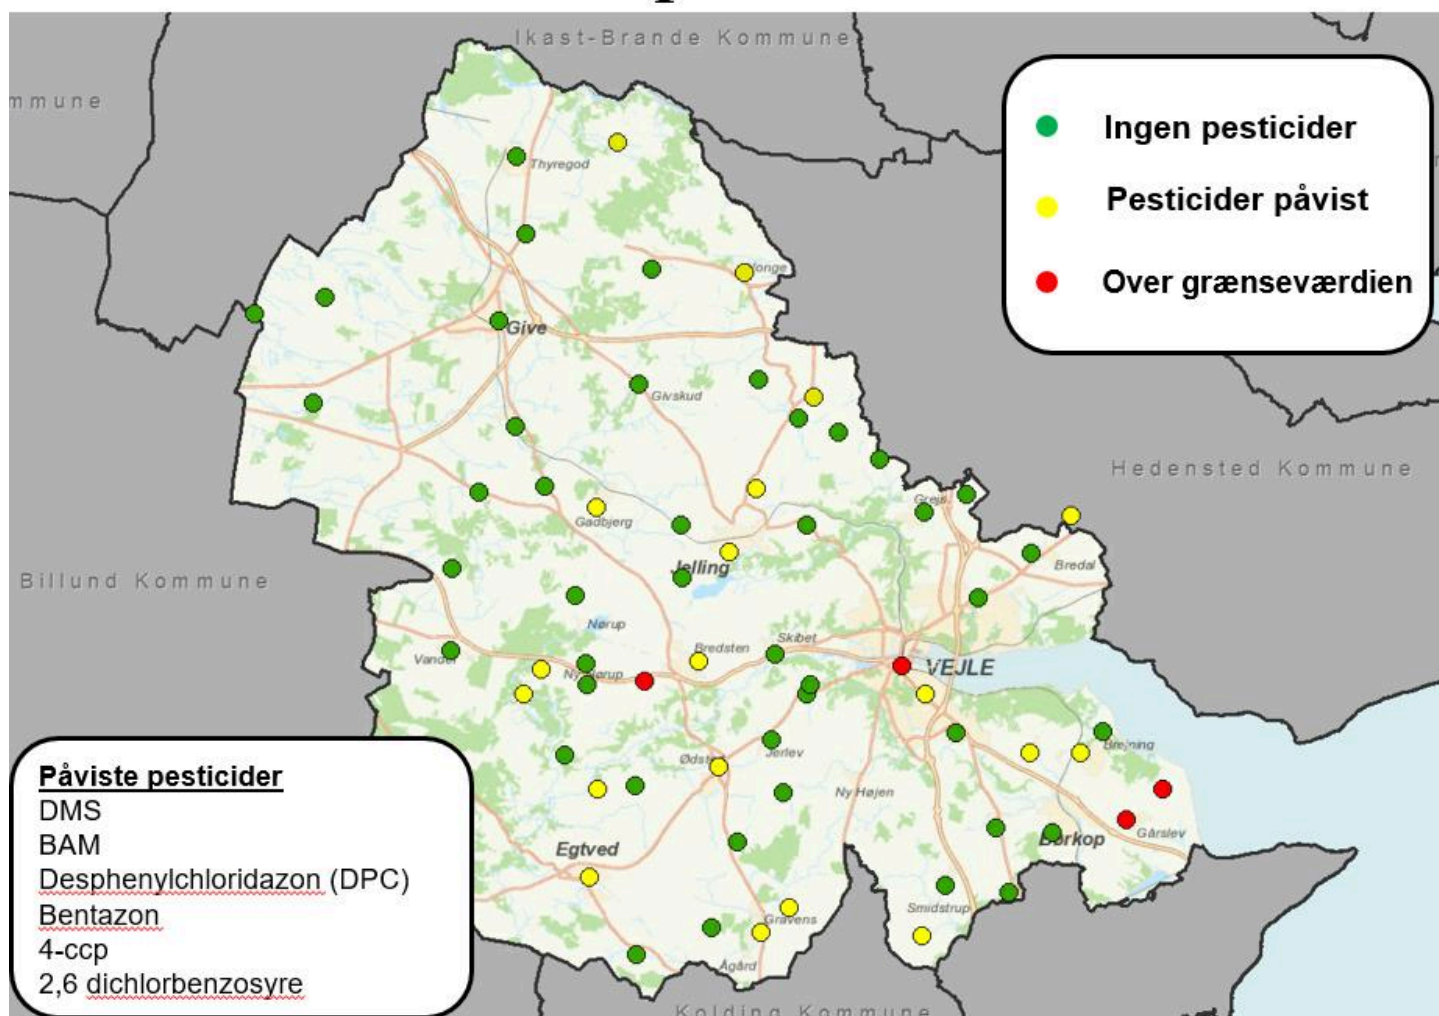 Ikast-Brande Kommune
mmune
Ingen pesticider
Pesticider påvist
Over grænseværdien
Thyregod
Give
Givskud
Hedensted Kommune
Grejs
Gadbjerg
Bredal
Jelling
Billund Kommune
Nørup
Skibet
Bredsten
Vandel
VEJLE
Brejning
Jerlev
Ny Højen
Gårslev
Egtved
Smidstrup
Gravens
Ågård
Kolding Kommune
Påviste pesticider
DMS
BAM
Desphenylchloridazon (DPC)
Bentazon
4-ccp
2,6 dichlorbenzosyre